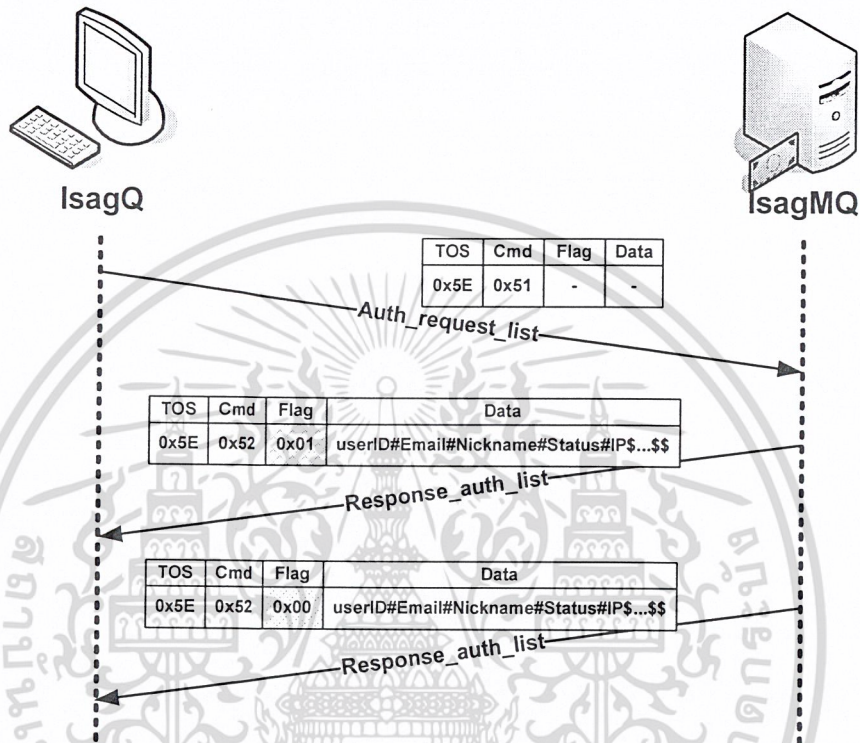 IsagQ
IsagMQ
TOS Cmd Flag Data
0x5E 0x51 - -
Auth_request_list
TOS Cmd Flag Data
0x5E 0x52 0x01 userID#Email#Nickname#Status#IP$...$$
Response_auth_list
TOS Cmd Flag Data
0x5E 0x52 0x00 userID#Email#Nickname#Status#IP$...$$
Response_auth_list